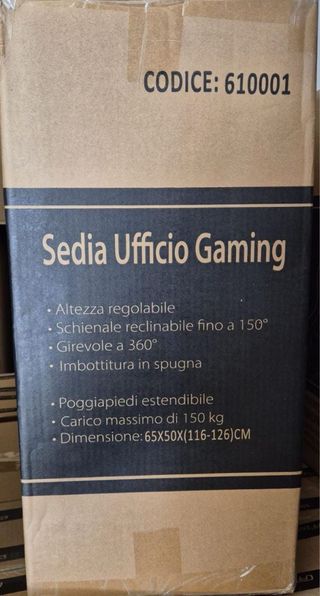 CODICE: 610001
Sedia Ufficio Gaming
• Altezza regolabile
• Schienale reclinabile fino a 150°
• Girevole a 360°
• Imbottitura in spugna
• Poggiapiedi estendibile
• Carico massimo di 150 kg
• Dimensione: 65X50X(116-126)CM